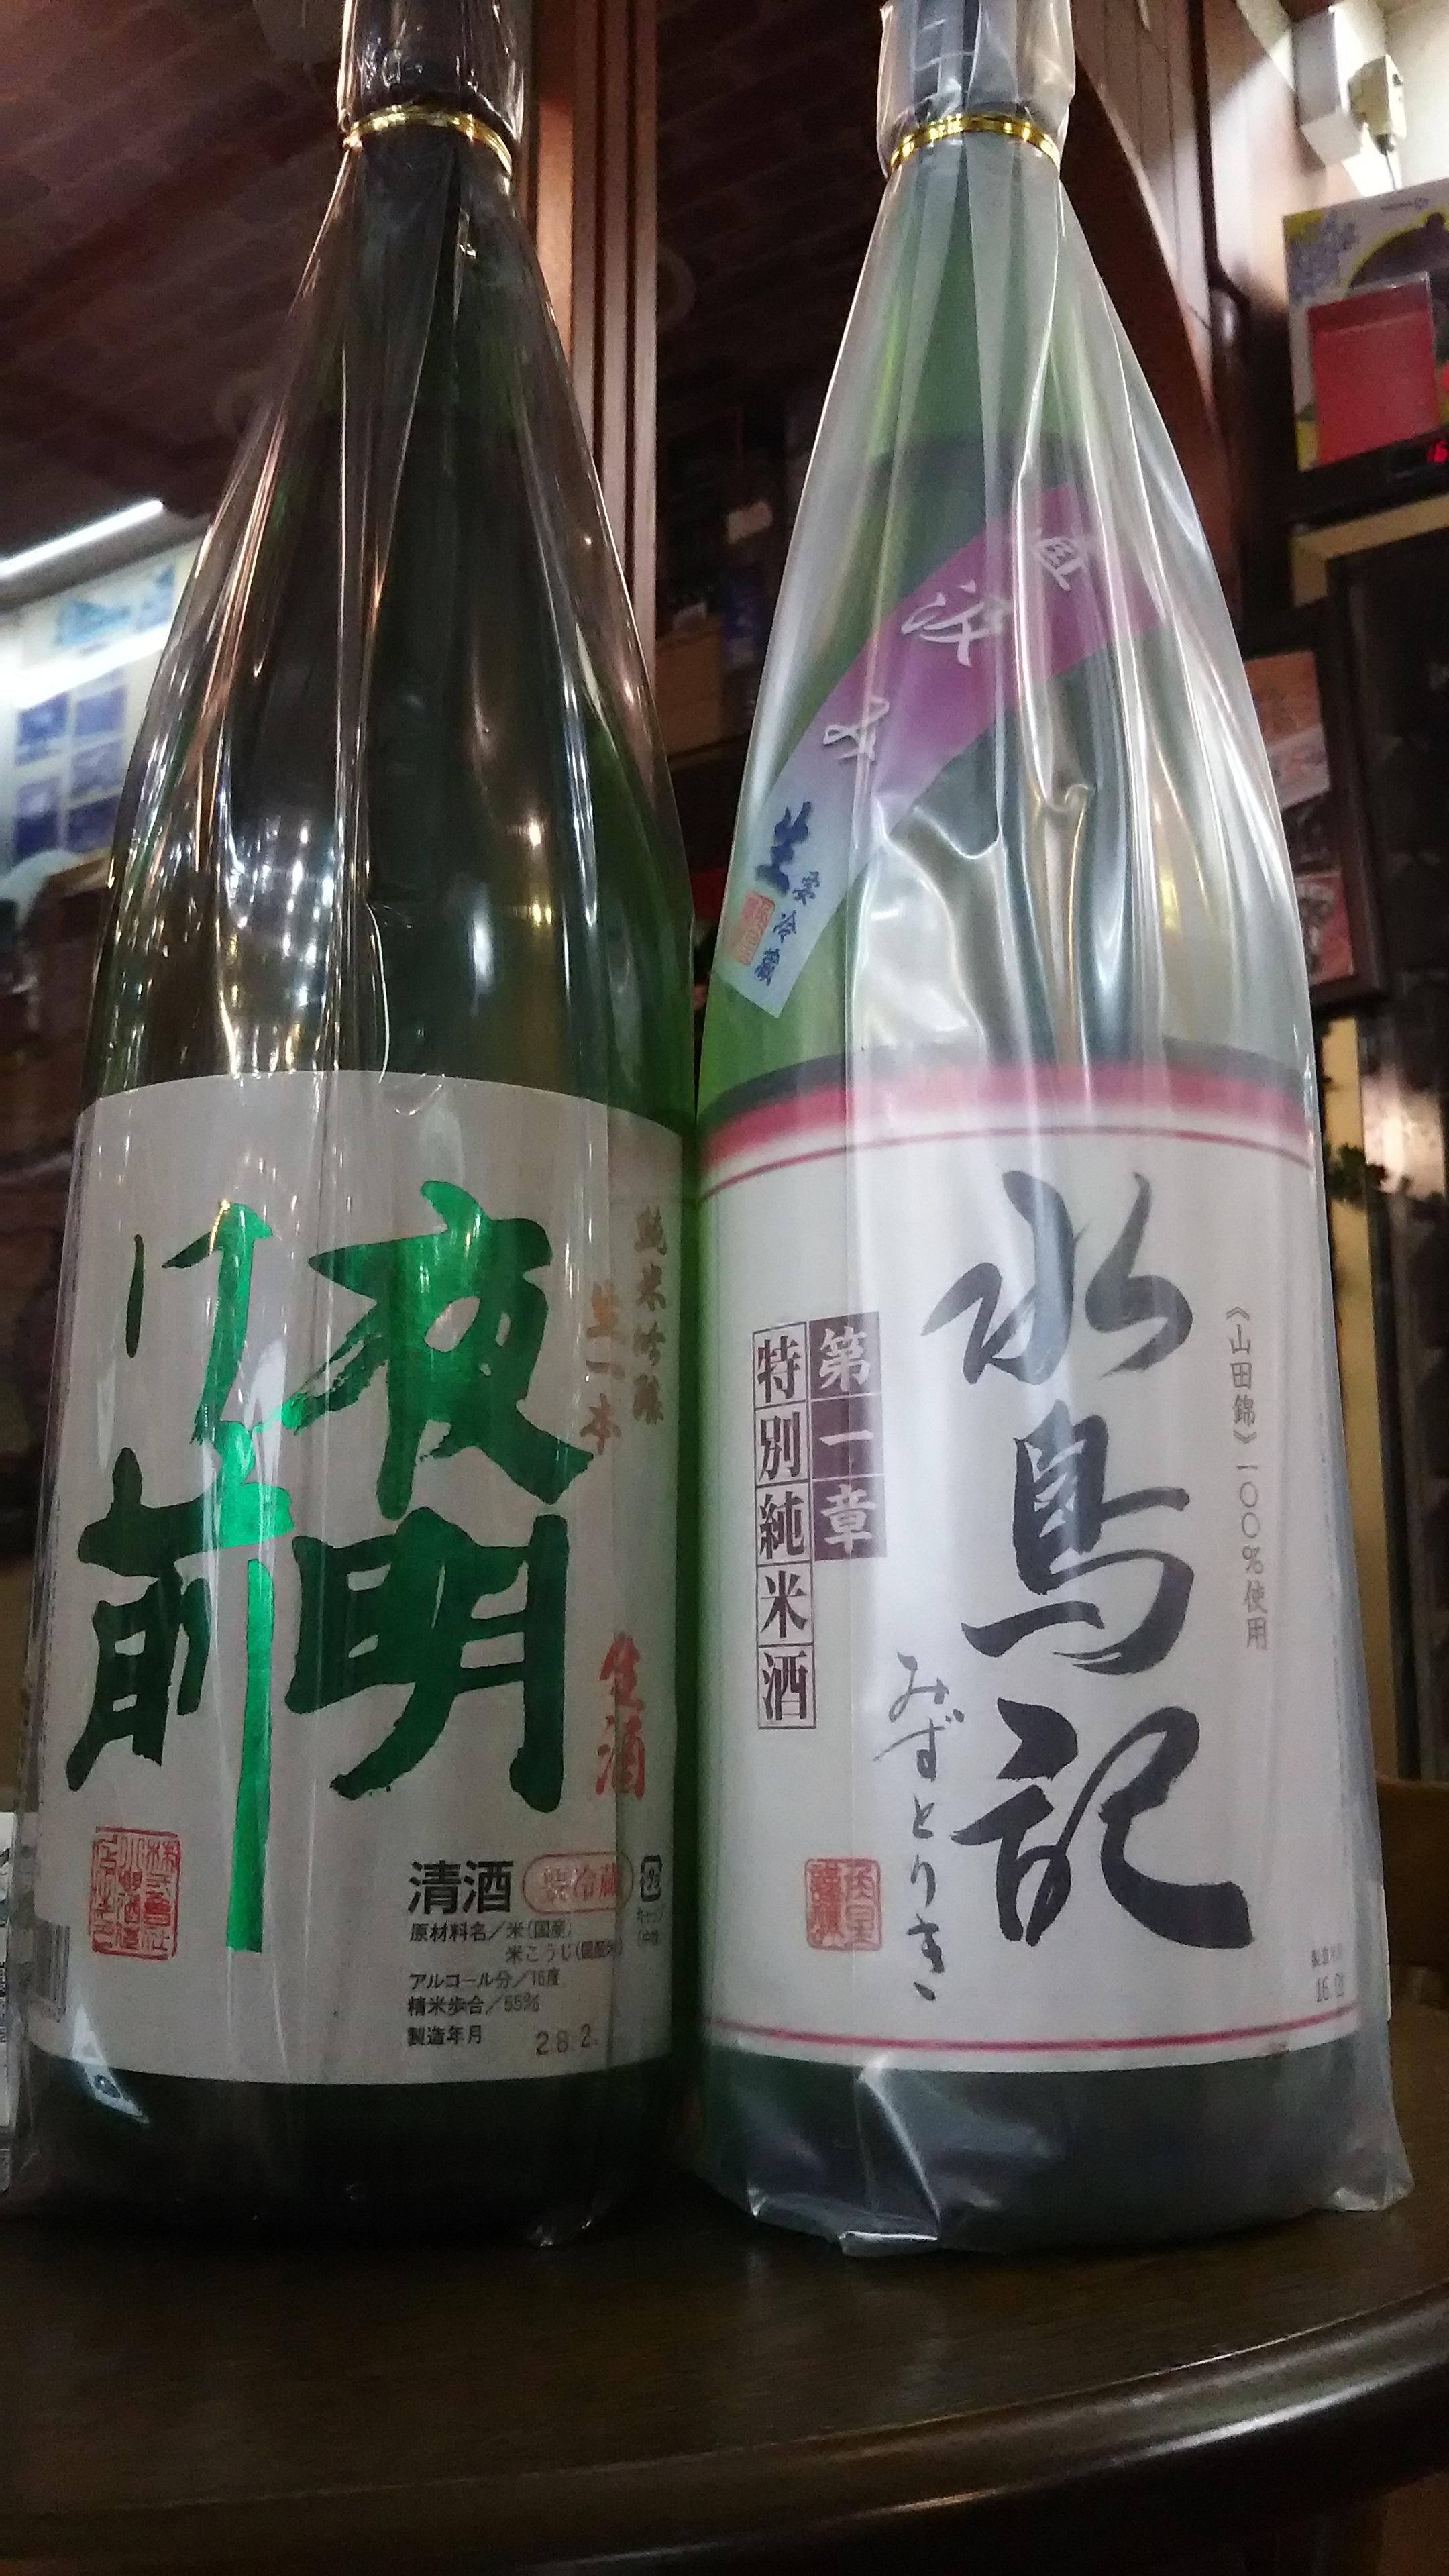 純米吟醸
生一本
夜明け前
生酒
清酒
要冷蔵
原材料名／米(国産)
米こうじ(国産米)
アルコール分／16度
精米歩合／55%
製造年月
28.2.
直汲み
生
要冷蔵
《山田錦》一〇〇%使用
水鳥記
みずとりき
第一章
特別純米酒